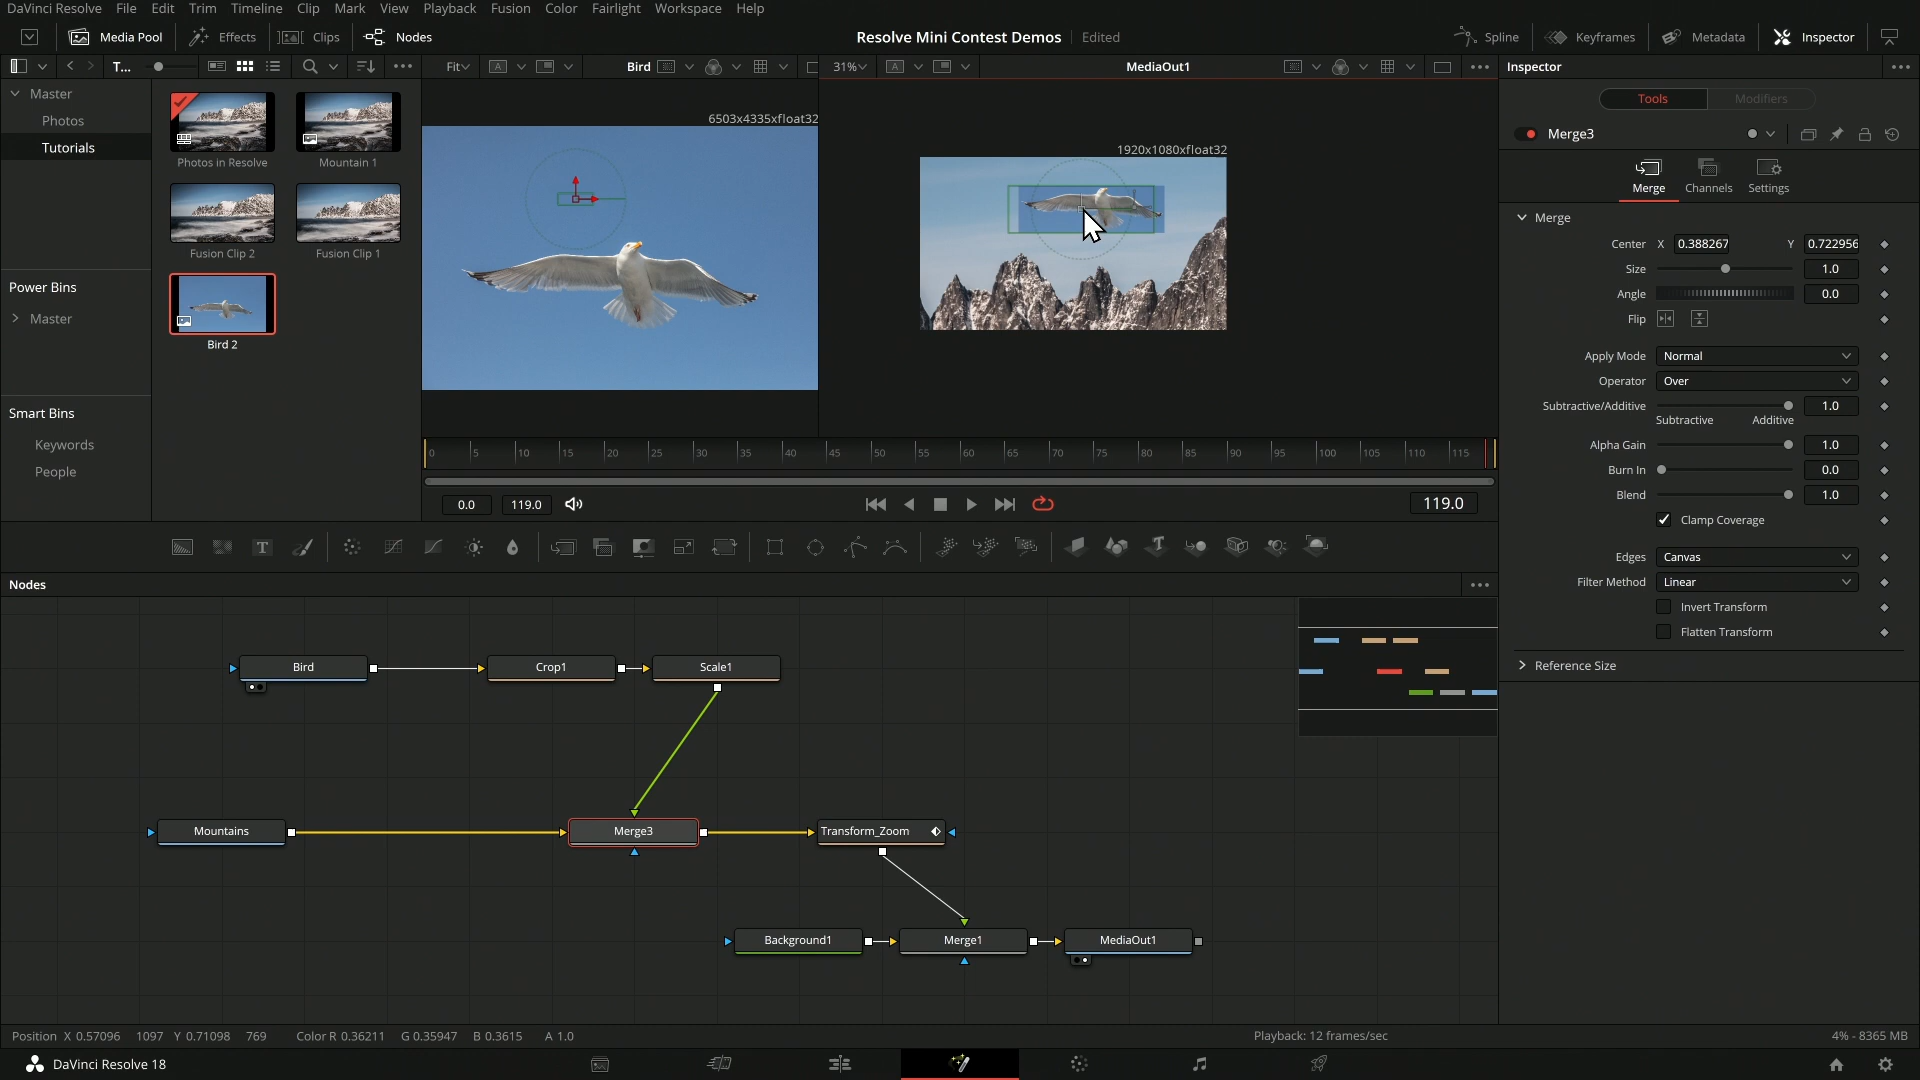 DaVinci Resolve File Edit Trim Timeline Clip Mark View Playback Fusion Color Fairlight Workspace Help
Media Pool Effects Clips Nodes Resolve Mini Contest Demos Edited Spline Keyframes Metadata Inspector
T... Fit A Bird 31% A MediaOut1 Inspector
Master
Photos
Tutorials
Power Bins
Master
Smart Bins
Keywords
People
Photos in Resolve Mountain 1
Fusion Clip 2 Fusion Clip 1
Bird 2
6503x4335xfloat32
1920x1080xfloat32
0 5 10 15 20 25 30 35 40 45 50 55 60 65 70 75 80 85 90 95 100 105 110 115
0.0 119.0 119.0
Tools Modifiers
Merge3
Merge Channels Settings
Merge
Center X 0.388267 Y 0.722956
Size 1.0
Angle 0.0
Flip
Apply Mode Normal
Operator Over
Subtractive/Additive 1.0
Subtractive Additive
Alpha Gain 1.0
Burn In 0.0
Blend 1.0
Clamp Coverage
Edges Canvas
Filter Method Linear
Invert Transform
Flatten Transform
Reference Size
T
T
Nodes
Bird Crop1 Scale1
Mountains Merge3 Transform_Zoom
Background1 Merge1 MediaOut1
Position X 0.57096 1097 Y 0.71098 769 Color R 0.36211 G 0.35947 B 0.3615 A 1.0 Playback: 12 frames/sec 4% - 8365 MB
DaVinci Resolve 18